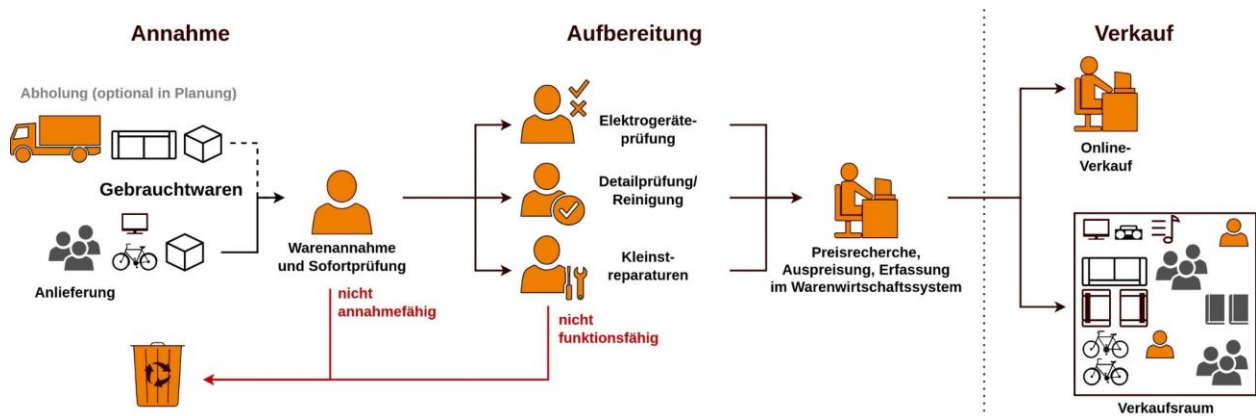 Annahme
Aufbereitung
Verkauf
Abholung (optional in Planung)
Gebrauchtwaren
Anlieferung
Warenannahme
und Sofortprüfung
nicht
annahmefähig
Elektrogeräte-
prüfung
Detailprüfung/
Reinigung
Kleinst-
reparaturen
nicht
funktionsfähig
Preisrecherche,
Auspreisung, Erfassung
im Warenwirtschaftssystem
Online-
Verkauf
Verkaufsraum